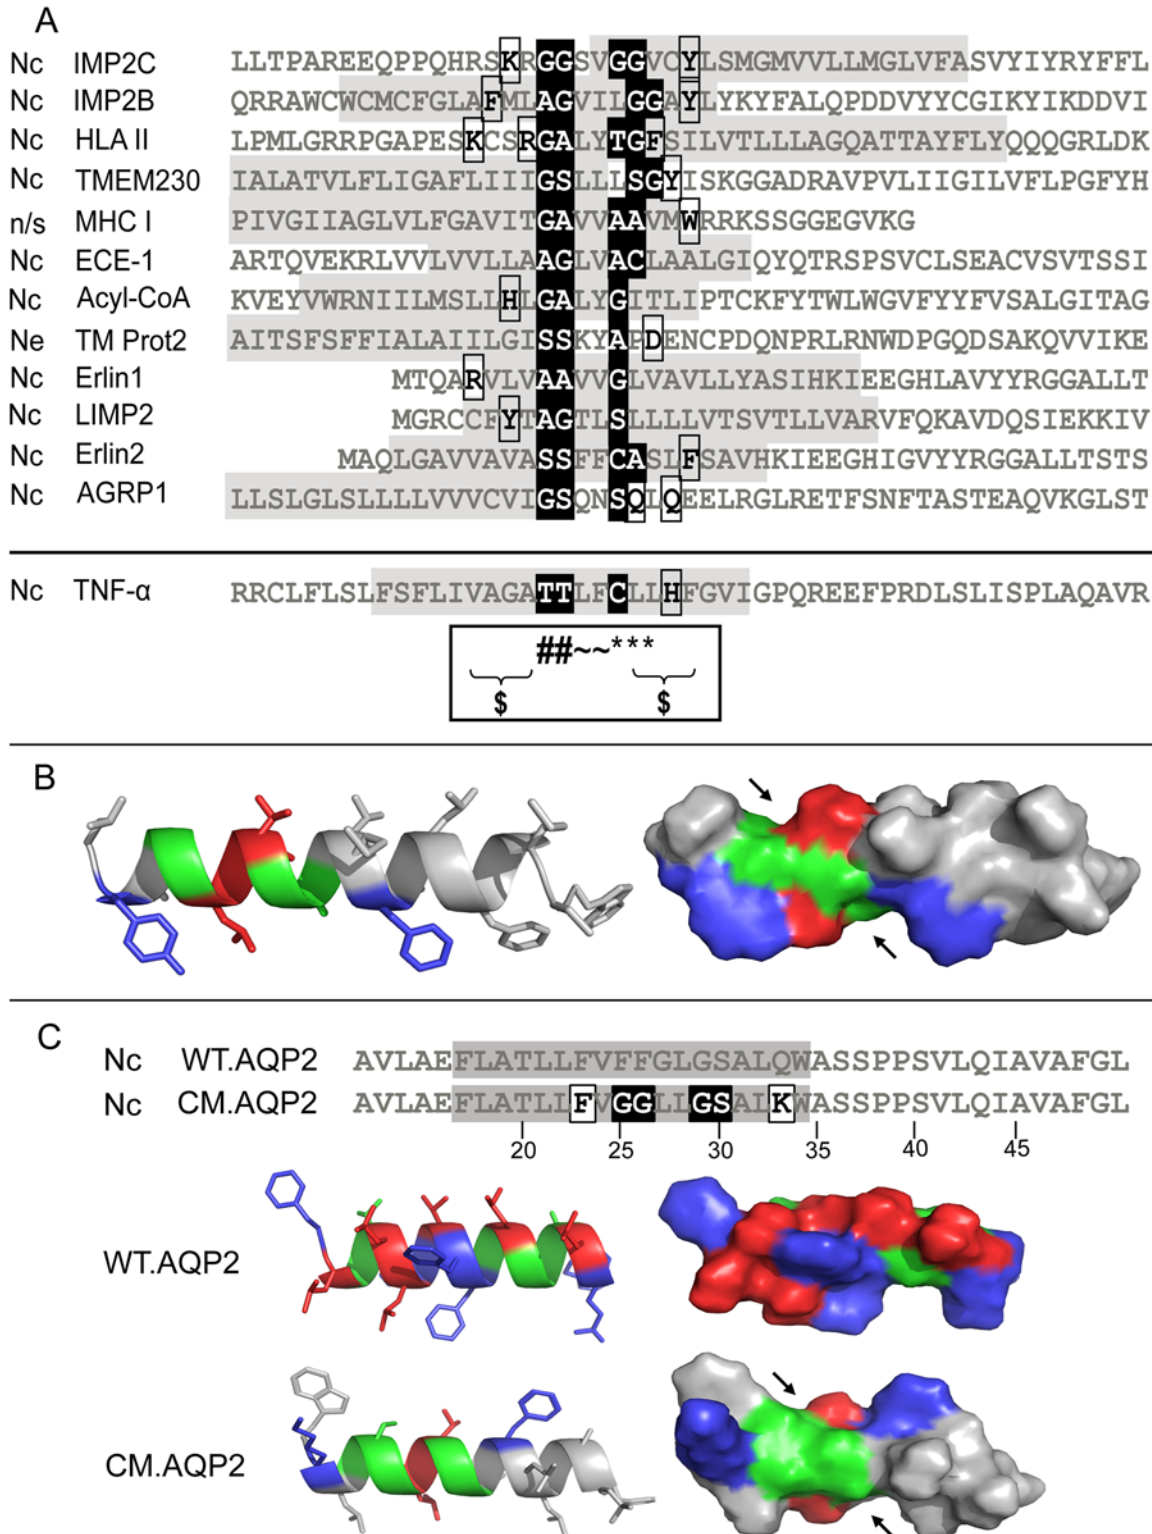 A
Nc IMP2C LLTPAREEQPPQHRSKRGGSVGGVCYLSMGMVVLLMGLVFASVYIYRYFFL
Nc IMP2B QRRAWCWCMCFGLAFMLAGVILGGAYLYKYFALQPDDVYYCGIKYIKDDVI
Nc HLA II LPMLGRRPGAPESKCSRGALYTGFSILVTLLLAGQATTAYFLYQQQGRLDK
Nc TMEM230 IALATVLFLIGAFLIIIGSLLLSGYISKGGADRAVPVLIIGILVFLPGFYH
n/s MHC I PIVGIIAGLVLFGAVITGAVVAAVMWRRKSSGGEGVKG
Nc ECE-1 ARTQVEKRLVVLVVLLAAGLVACLAALGIQYQTRSPSVCLSEACVSVTSSI
Nc Acyl-CoA KVEYVWRNIILMSLLHLGALYGITLIPTCKFYTWLWGVFYYFVSALGITAG
Ne TM Prot2 AITSFSFFIALAIILGISSKYAPDENCPDQNPRLRNWDPGQDSAKQVVIKE
Nc Erlin1 MTQARVLVAAVVGLVAVLLYASIHKIEEGHLAVYYRGGALLT
Nc LIMP2 MGRCCFYTAGTLSLLLLVTSVTLLVARVFQKAVDQSIEKKIV
Nc Erlin2 MAQLGAVVAVASSFFCASLFSAVHKIEEGHIGVYYRGGALLTSTS
Nc AGRP1 LLSLGLSLLLLVVVCVIGSQNSQLQEELRGLRETFSNFTASTEAQVKGLST
Nc TNF-α RRCLFLSLFSFLIVAGATTLFCLLHFGVIGPQREEFPRDLSLISPLAQAVR
##~~***
$ $
B
C
Nc WT.AQP2 AVLAEFLATLLFVFFGLGSALQWASSPPSVLQIAVAFGL
Nc CM.AQP2 AVLAEFLATLLFVGGLLGSALKWASSPPSVLQIAVAFGL
20 25 30 35 40 45
WT.AQP2
CM.AQP2